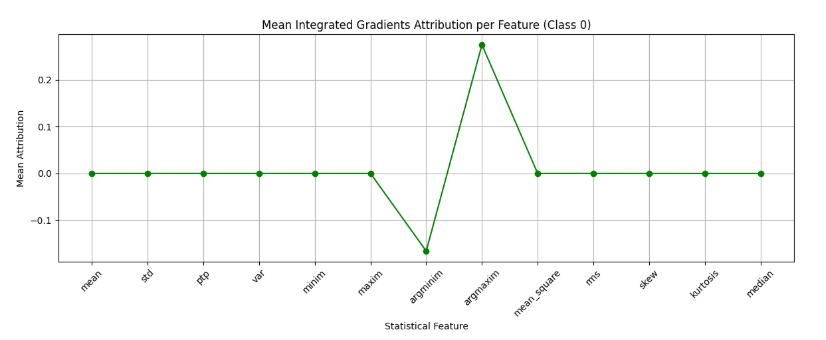 Mean Integrated Gradients Attribution per Feature (Class 0)
Mean Attribution
0.2
0.1
0.0
−0.1
mean
std
ptp
var
minim
maxim
argminim
argmaxim
mean_square
rms
skew
kurtosis
median
Statistical Feature